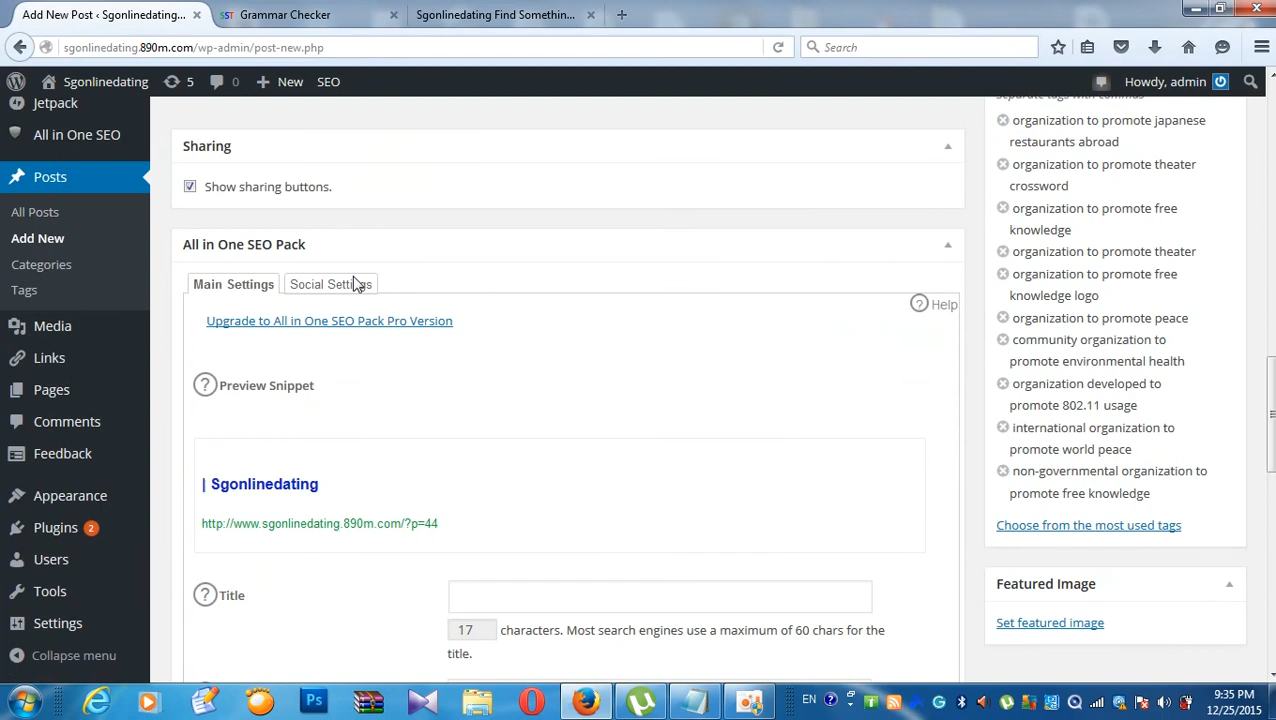 Add New Post ‹ Sgonlinedating... ×
SST Grammar Checker ×
Sgonlinedating Find Somethin... × +
sgonlinedating.890m.com/wp-admin/post-new.php
Search
Sgonlinedating 5 0 + New SEO
Howdy, admin
Jetpack
All in One SEO
Posts
All Posts
Add New
Categories
Tags
Media
Links
Pages
Comments
Feedback
Appearance
Plugins 2
Users
Tools
Settings
Collapse menu
Sharing
Show sharing buttons.
All in One SEO Pack
Main Settings
Social Settings
? Help
Upgrade to All in One SEO Pack Pro Version
? Preview Snippet
| Sgonlinedating
http://www.sgonlinedating.890m.com/?p=44
? Title
17 characters. Most search engines use a maximum of 60 chars for the
title.
Separate tags with commas
organization to promote japanese
restaurants abroad
organization to promote theater
crossword
organization to promote free
knowledge
organization to promote theater
organization to promote free
knowledge logo
organization to promote peace
community organization to
promote environmental health
organization developed to
promote 802.11 usage
international organization to
promote world peace
non-governmental organization to
promote free knowledge
Choose from the most used tags
Featured Image
Set featured image
Ps
EN
9:35 PM
12/25/2015